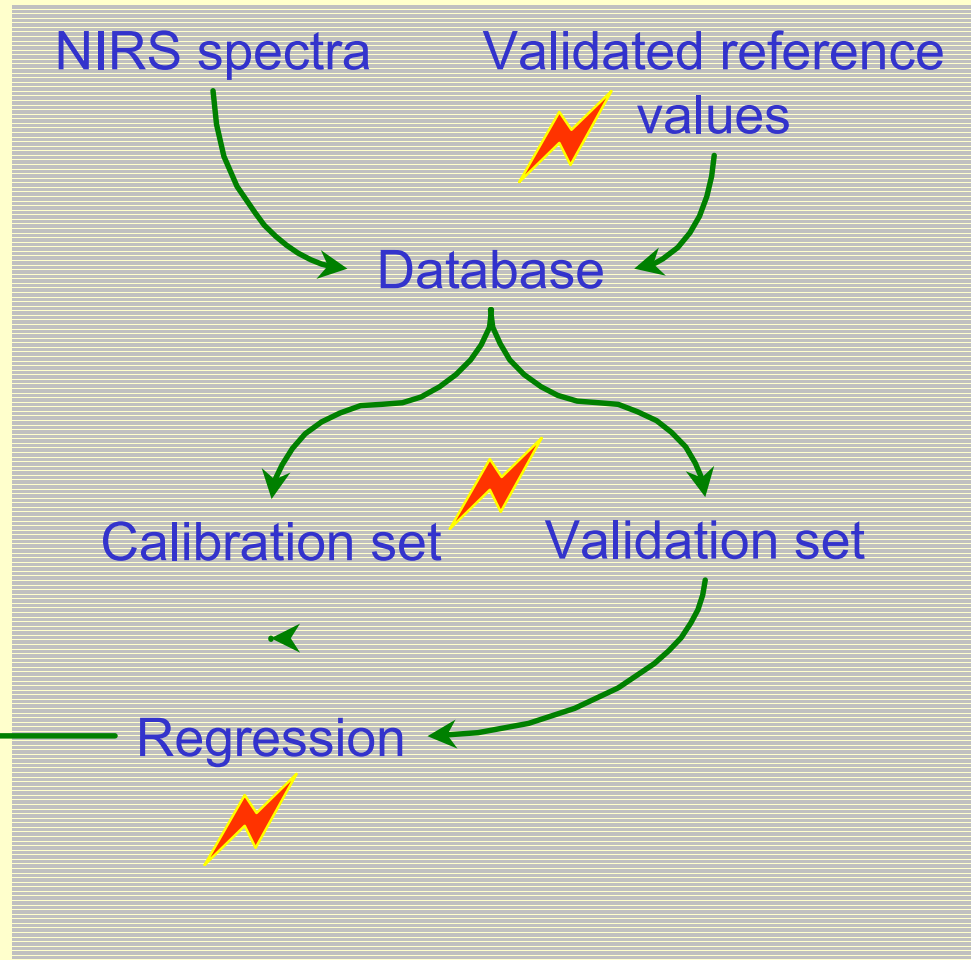 NIRS spectra
Validated reference
values
Database
Calibration set
Validation set
Regression